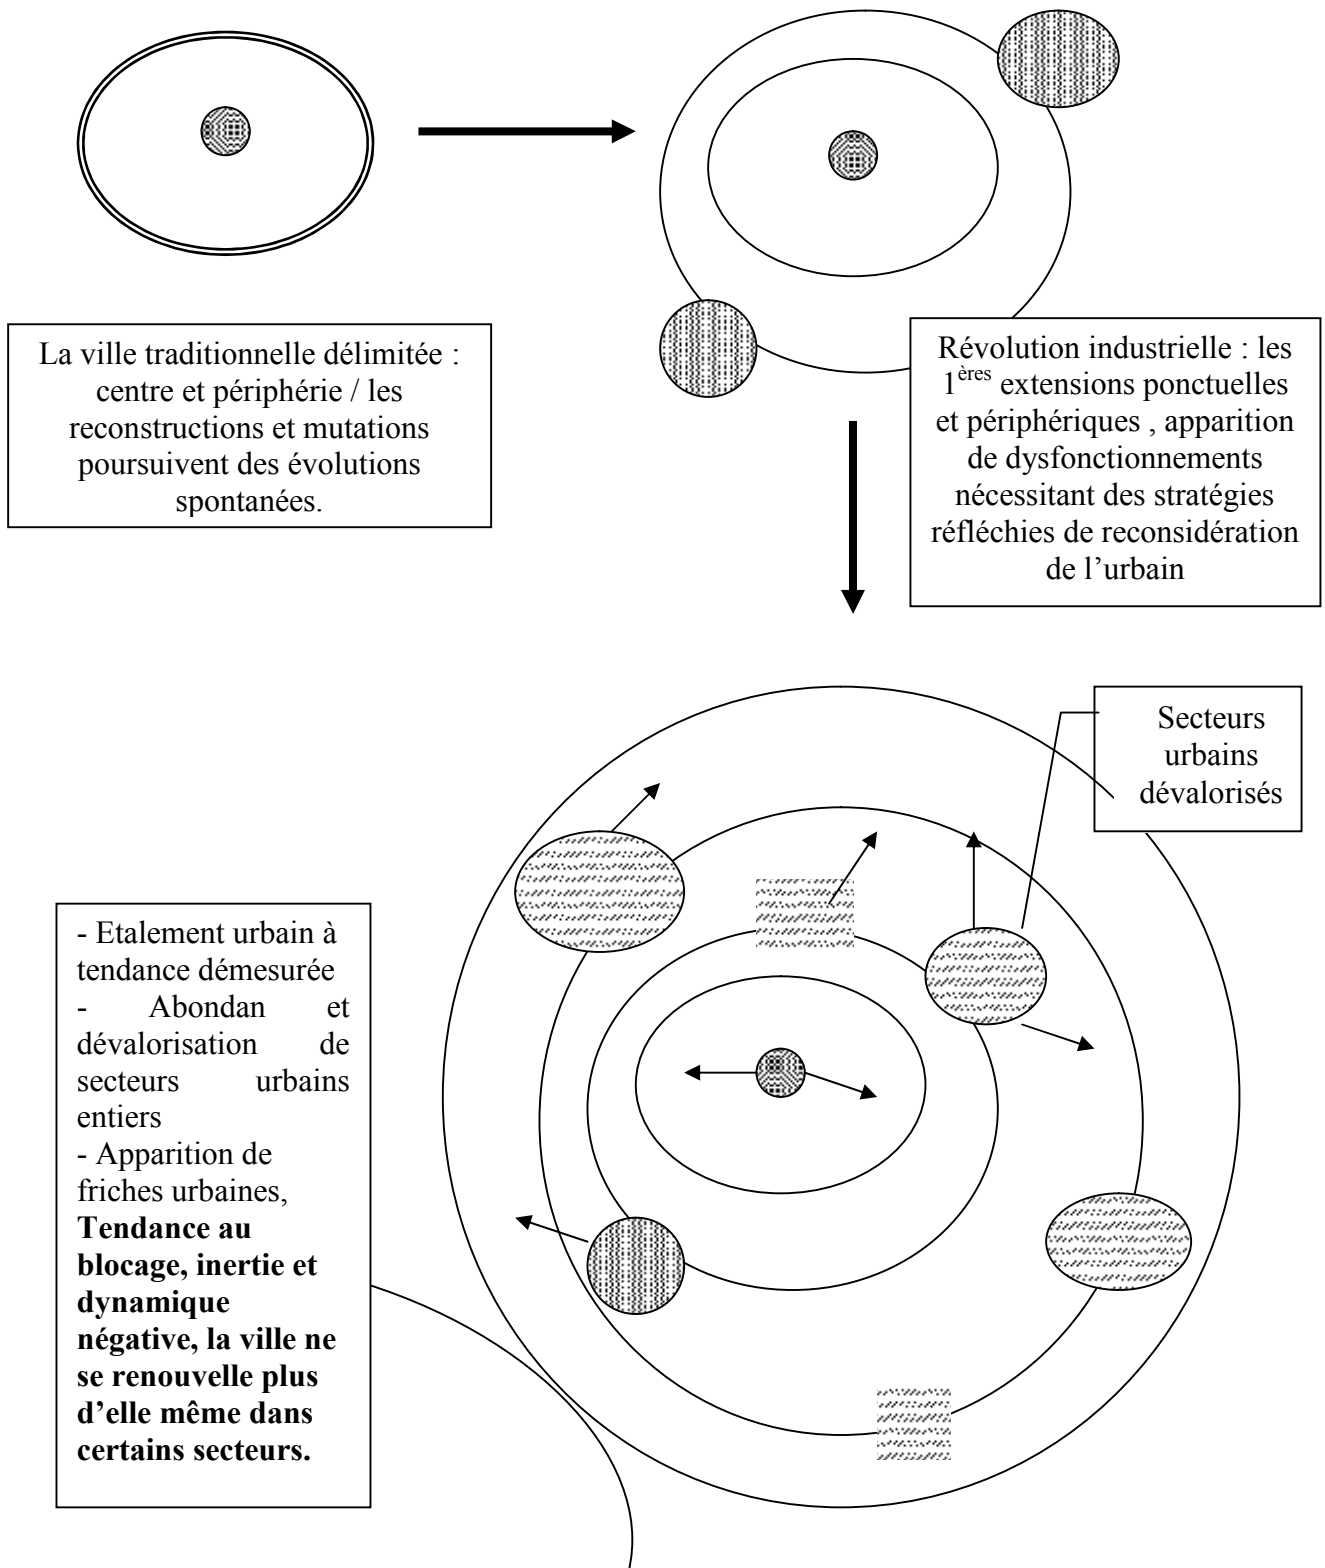 La ville traditionnelle délimitée :
centre et périphérie / les
reconstructions et mutations
poursuivent des évolutions
spontanées.
Révolution industrielle : les
1ères extensions ponctuelles
et périphériques , apparition
de dysfonctionnements
nécessitant des stratégies
réfléchies de reconsidération
de l’urbain
Secteurs
urbains
dévalorisés
- Etalement urbain à
tendance démesurée
- Abondan et
dévalorisation de
secteurs urbains
entiers
- Apparition de
friches urbaines,
Tendance au
blocage, inertie et
dynamique
négative, la ville ne
se renouvelle plus
d’elle même dans
certains secteurs.